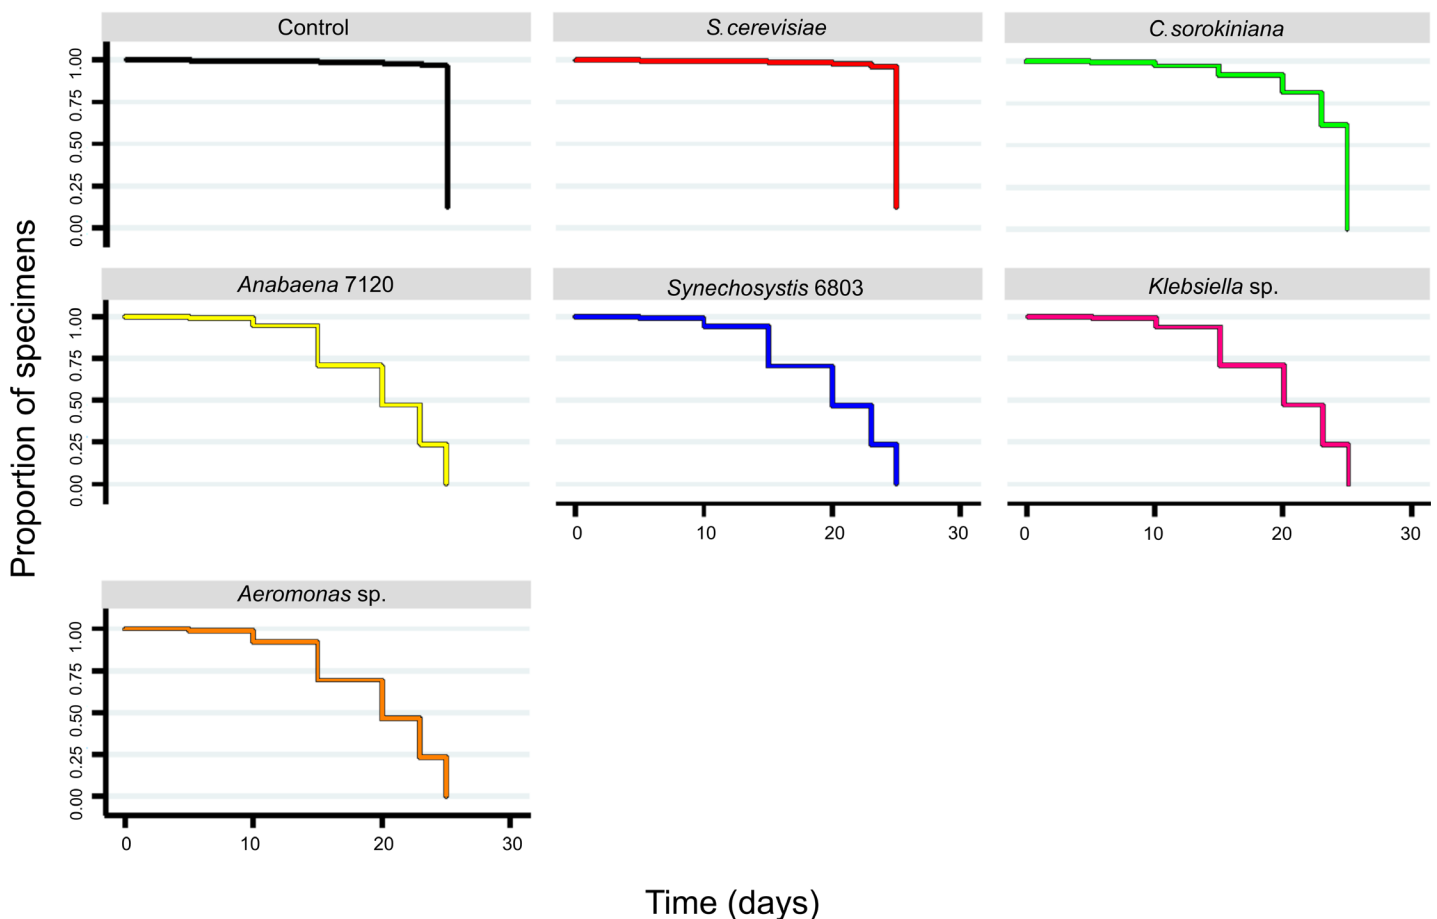 Control
S. cerevisiae
C. sorokiniana
1.00
0.75
0.50
0.25
0.00
Anabaena 7120
Synechosystis 6803
Klebsiella sp.
1.00
0.75
0.50
0.25
0.00
0 10 20 30
0 10 20 30
Aeromonas sp.
1.00
0.75
0.50
0.25
0.00
0 10 20 30
Proportion of specimens
Time (days)